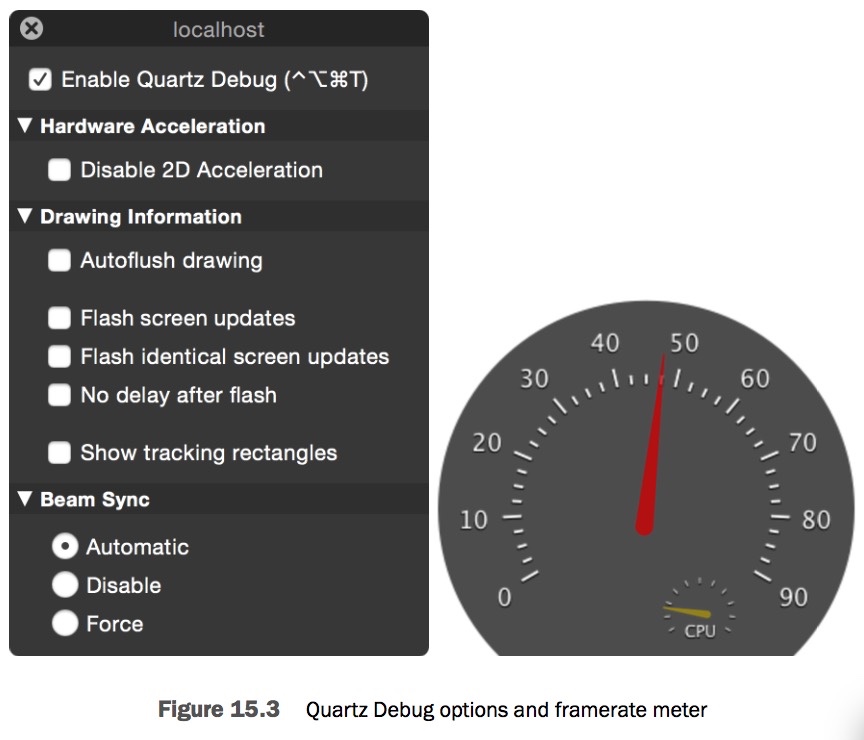 localhost
Enable Quartz Debug (^⌥⌘T)
▼ Hardware Acceleration
Disable 2D Acceleration
▼ Drawing Information
Autoflush drawing
Flash screen updates
Flash identical screen updates
No delay after flash
Show tracking rectangles
▼ Beam Sync
Automatic
Disable
Force
0
10
20
30
40
50
60
70
80
90
CPU
Figure 15.3 Quartz Debug options and framerate meter